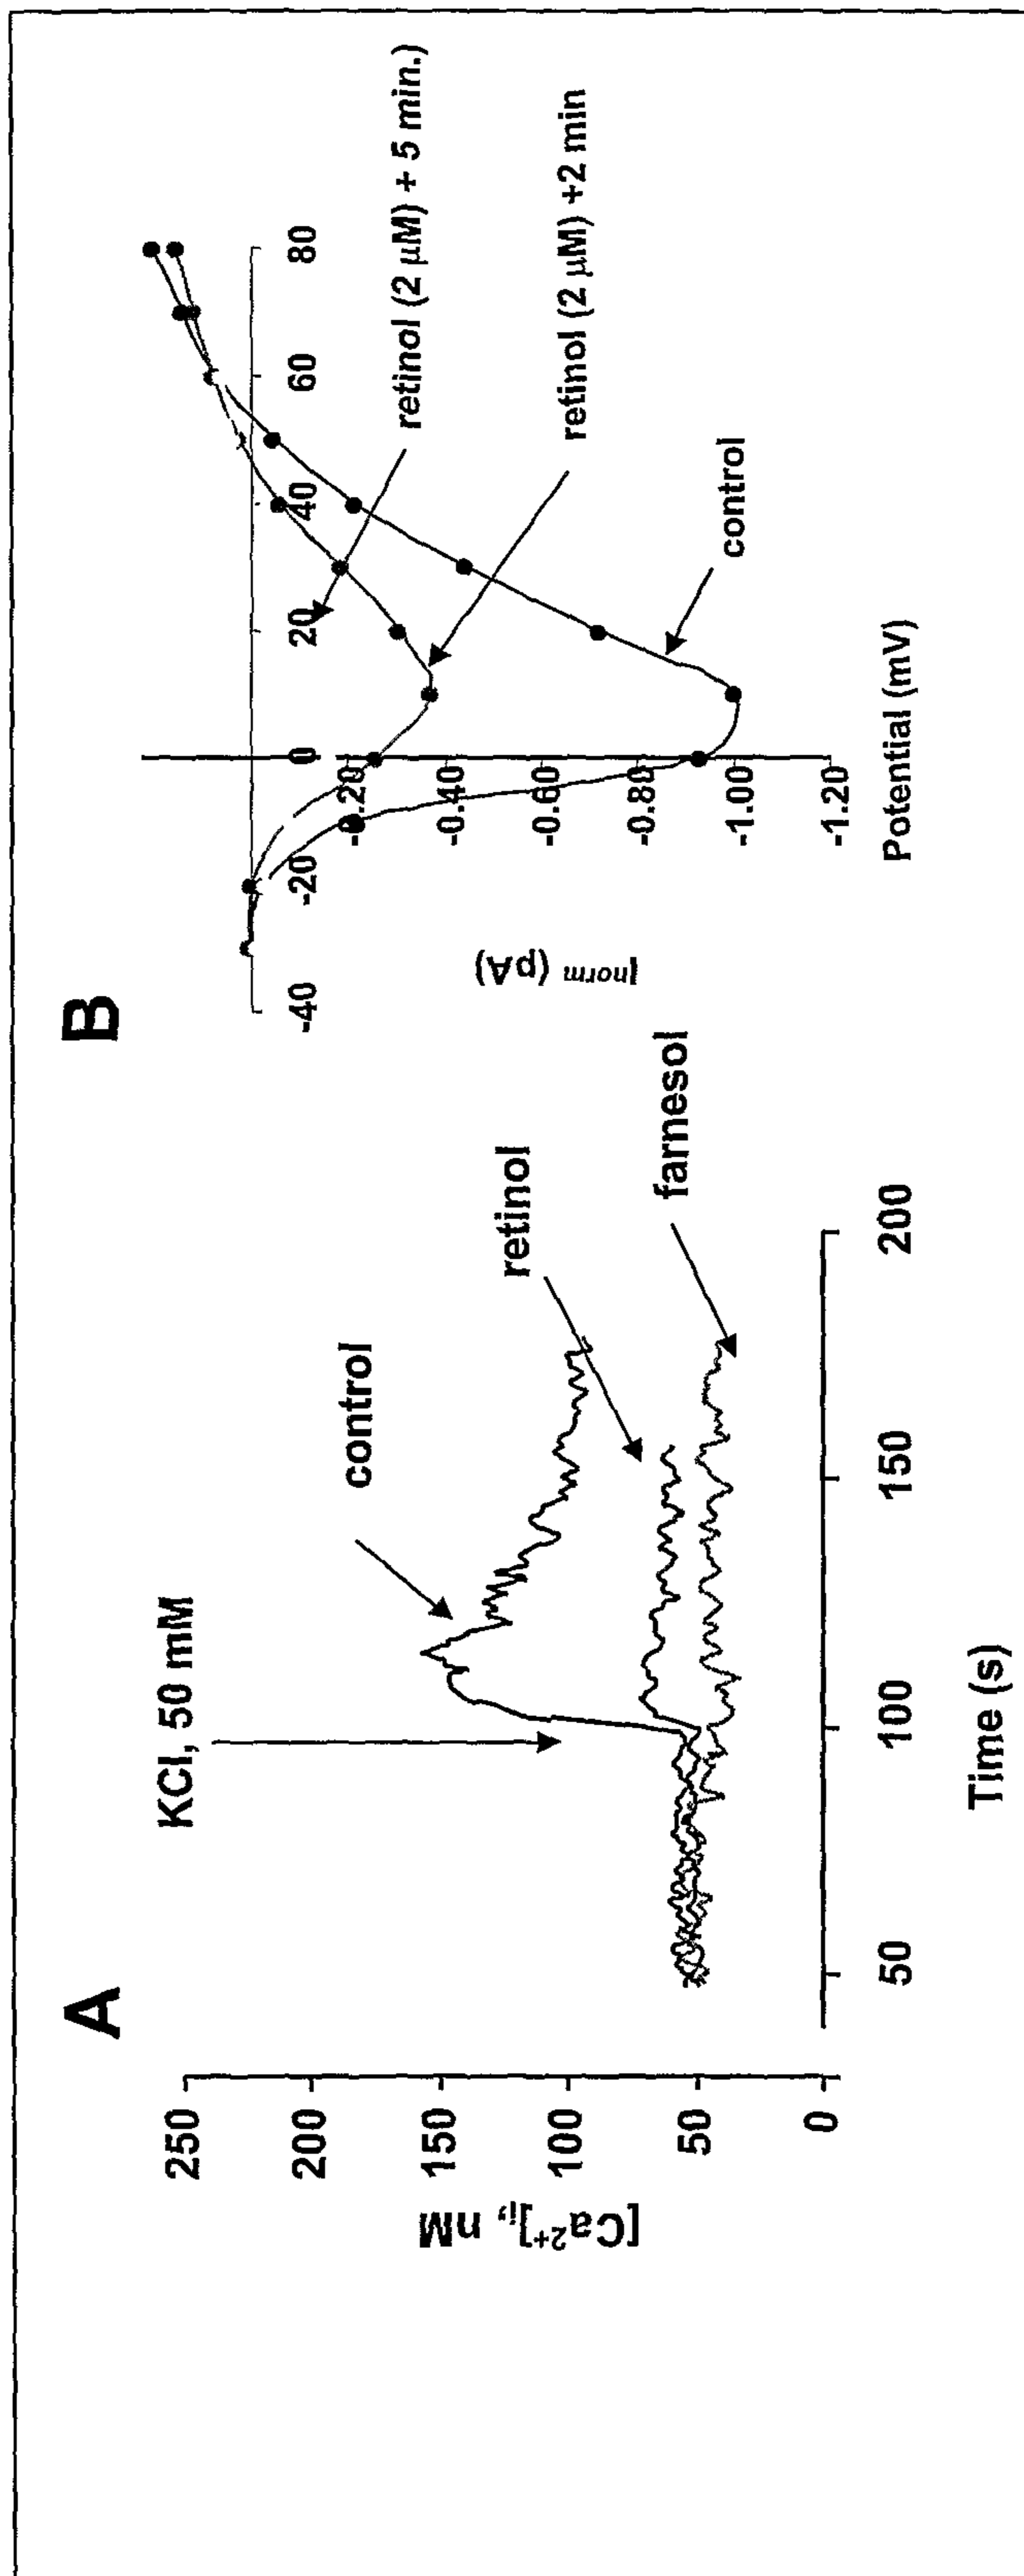 A
KCl, 50 mM
control
retinol
farnesol
[Ca²⁺]ᵢ, nM
250
200
150
100
50
0
50
100
150
200
Time (s)
B
retinol (2 µM) + 5 min.)
retinol (2 µM) +2 min
control
Inorm (pA)
-40
-20
0
20
40
60
80
-0.20
-0.40
-0.60
-0.80
-1.00
-1.20
Potential (mV)